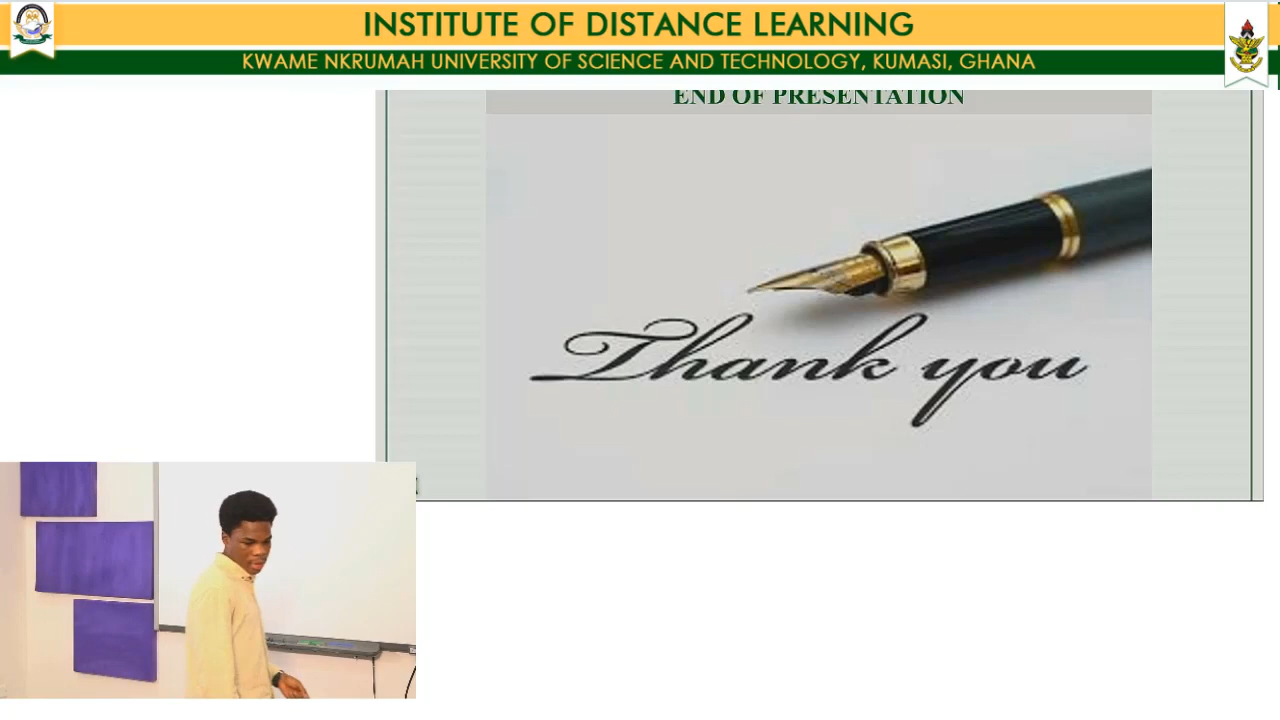 INSTITUTE OF DISTANCE LEARNING
KWAME NKRUMAH UNIVERSITY OF SCIENCE AND TECHNOLOGY, KUMASI, GHANA
END OF PRESENTATION
Thank you